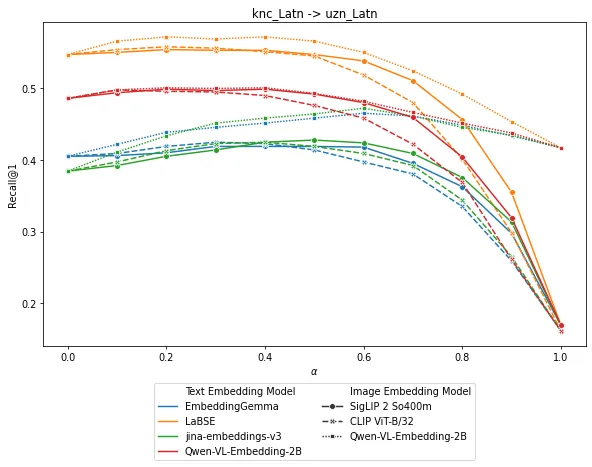 knc_Latn -> uzn_Latn
Recall@1
0.5
0.4
0.3
0.2
0.0
0.2
0.4
0.6
0.8
1.0
α
Text Embedding Model
EmbeddingGemma
LaBSE
jina-embeddings-v3
Qwen-VL-Embedding-2B
Image Embedding Model
SigLIP 2 So400m
CLIP ViT-B/32
Qwen-VL-Embedding-2B